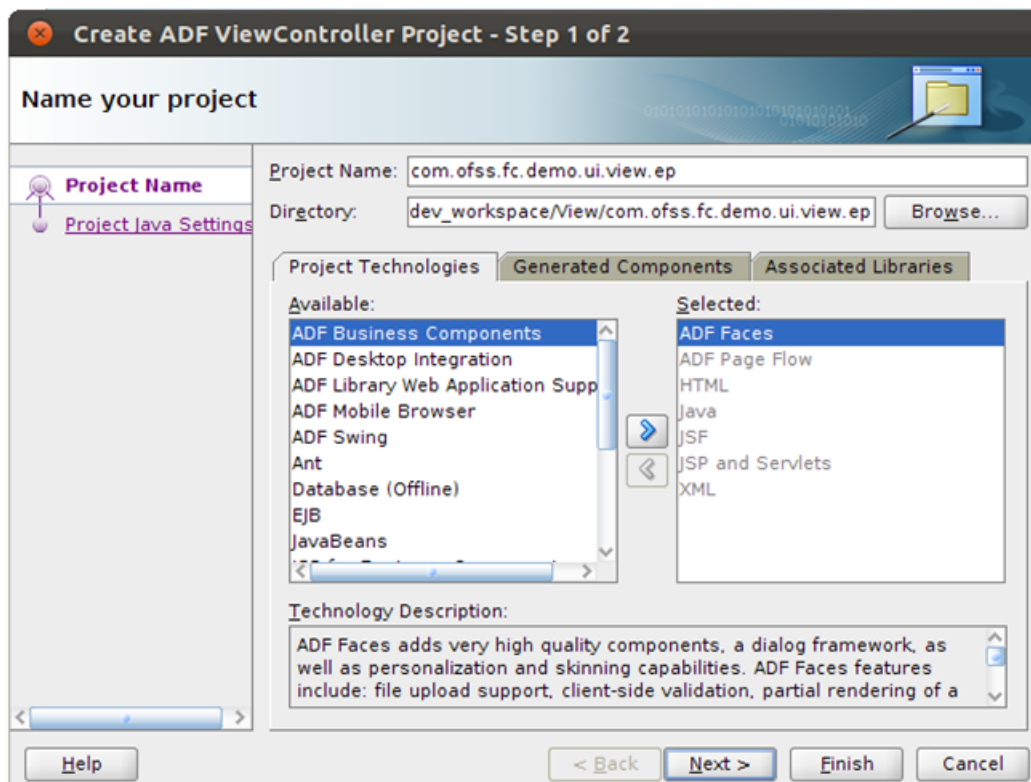 Create ADF ViewController Project - Step 1 of 2
Name your project
Project Name
Project Java Settings
Project Name: com.ofss.fc.demo.ui.view.ep
Directory: dev_workspace/View/com.ofss.fc.demo.ui.view.ep Browse...
Project Technologies Generated Components Associated Libraries
Available:
ADF Business Components
ADF Desktop Integration
ADF Library Web Application Supp
ADF Mobile Browser
ADF Swing
Ant
Database (Offline)
EJB
JavaBeans
Selected:
ADF Faces
ADF Page Flow
HTML
Java
JSF
JSP and Servlets
XML
Technology Description:
ADF Faces adds very high quality components, a dialog framework, as
well as personalization and skinning capabilities. ADF Faces features
include: file upload support, client-side validation, partial rendering of a
Help < Back Next > Finish Cancel